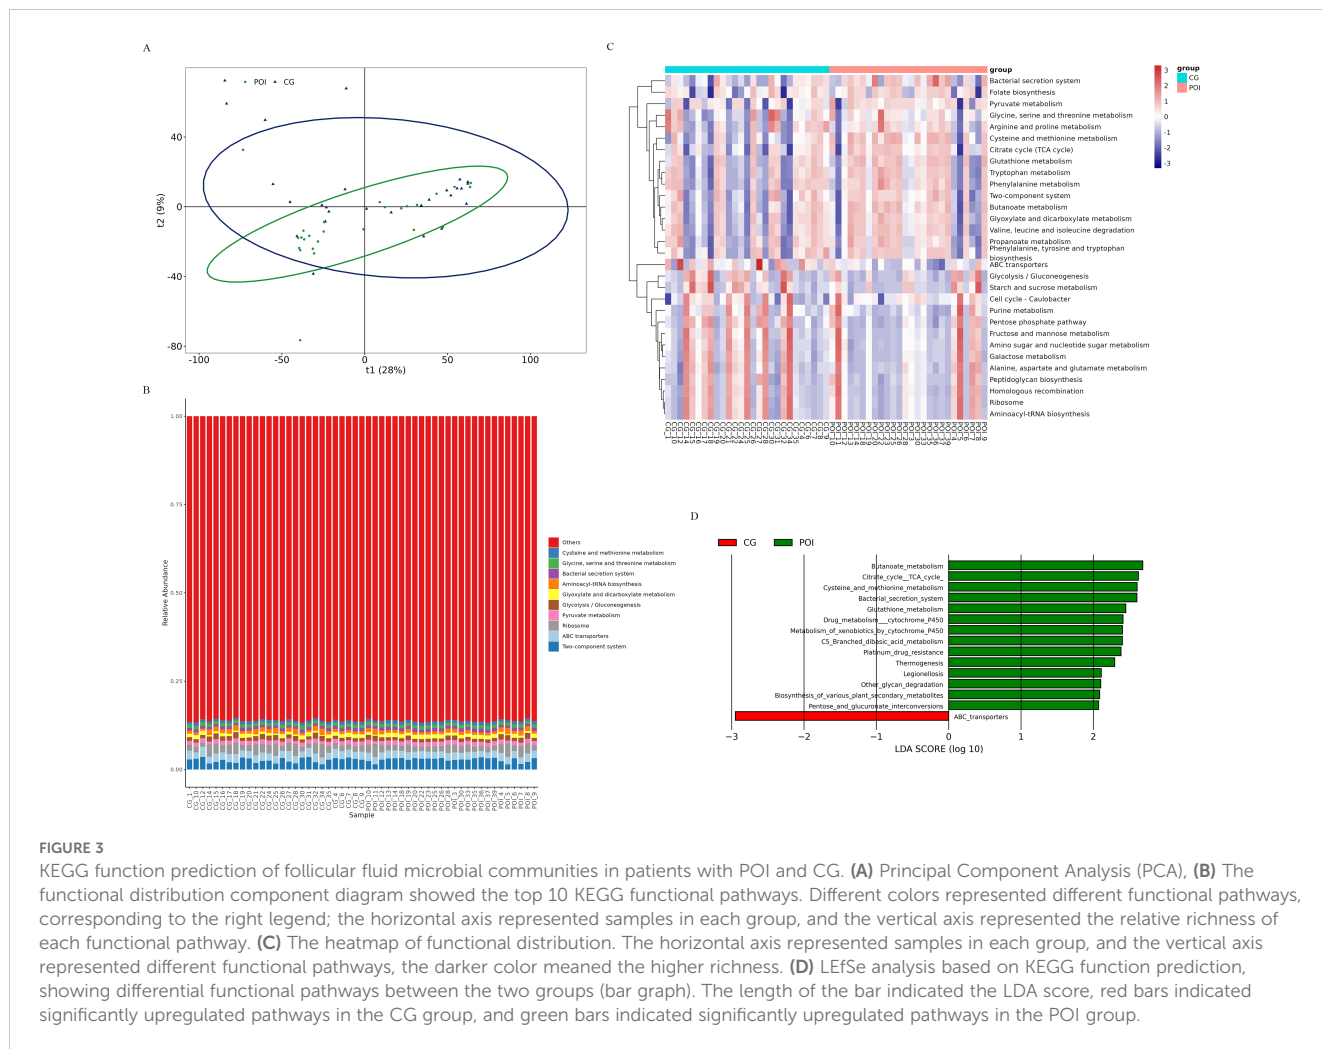 A
POI
CG
40
0
-40
-80
-100
-50
0
50
100
t2 (9%)
t1 (28%)
C
group
Bacterial secretion system
Folate biosynthesis
Pyruvate metabolism
Glycine, serine and threonine metabolism
Arginine and proline metabolism
Cysteine and methionine metabolism
Citrate cycle (TCA cycle)
Glutathione metabolism
Tryptophan metabolism
Phenylalanine metabolism
Two-component system
Butanoate metabolism
Glyoxylate and dicarboxylate metabolism
Valine, leucine and isoleucine degradation
Propanoate metabolism
Phenylalanine, tyrosine and tryptophan
biosynthesis
ABC transporters
Glycolysis / Gluconeogenesis
Starch and sucrose metabolism
Cell cycle - Caulobacter
Purine metabolism
Pentose phosphate pathway
Fructose and mannose metabolism
Amino sugar and nucleotide sugar metabolism
Galactose metabolism
Alanine, aspartate and glutamate metabolism
Peptidoglycan biosynthesis
Homologous recombination
Ribosome
Aminoacyl-tRNA biosynthesis
3
2
1
0
-1
-2
-3
group
CG
POI
B
1.00
0.75
0.50
0.25
0.00
Relative Abundance
Sample
Others
Cysteine and methionine metabolism
Glycine, serine and threonine metabolism
Bacterial secretion system
Aminoacyl-tRNA biosynthesis
Glyoxylate and dicarboxylate metabolism
Glycolysis / Gluconeogenesis
Pyruvate metabolism
Ribosome
ABC transporters
Two-component system
D
CG
POI
Butanoate_metabolism
Citrate_cycle__TCA_cycle_
Cysteine_and_methionine_metabolism
Bacterial_secretion_system
Glutathione_metabolism
Drug_metabolism___cytochrome_P450
Metabolism_of_xenobiotics_by_cytochrome_P450
C5_Branched_dibasic_acid_metabolism
Platinum_drug_resistance
Thermogenesis
Legionellosis
Other_glycan_degradation
Biosynthesis_of_various_plant_secondary_metabolites
Pentose_and_glucuronate_interconversions
ABC_transporters
−3
−2
−1
0
1
2
LDA SCORE (log 10)
FIGURE 3
KEGG function prediction of follicular fluid microbial communities in patients with POI and CG. (A) Principal Component Analysis (PCA), (B) The
functional distribution component diagram showed the top 10 KEGG functional pathways. Different colors represented different functional pathways,
corresponding to the right legend; the horizontal axis represented samples in each group, and the vertical axis represented the relative richness of
each functional pathway. (C) The heatmap of functional distribution. The horizontal axis represented samples in each group, and the vertical axis
represented different functional pathways, the darker color meaned the higher richness. (D) LEfSe analysis based on KEGG function prediction,
showing differential functional pathways between the two groups (bar graph). The length of the bar indicated the LDA score, red bars indicated
significantly upregulated pathways in the CG group, and green bars indicated significantly upregulated pathways in the POI group.